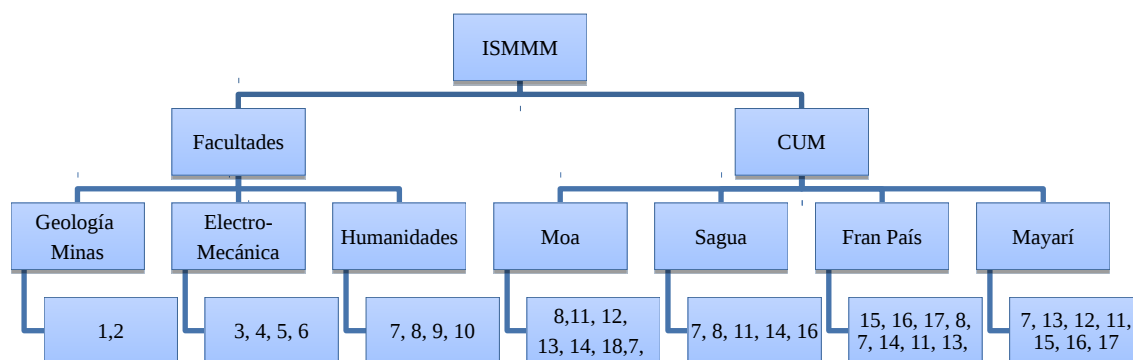 ISMMM
Facultades
CUM
Geología
Minas
Electro-
Mecánica
Humanidades
Moa
Sagua
Fran País
Mayarí
1,2
3, 4, 5, 6
7, 8, 9, 10
8,11, 12,
13, 14, 18,7,
7, 8, 11, 14, 16
15, 16, 17, 8,
7, 14, 11, 13,
7, 13, 12, 11,
15, 16, 17